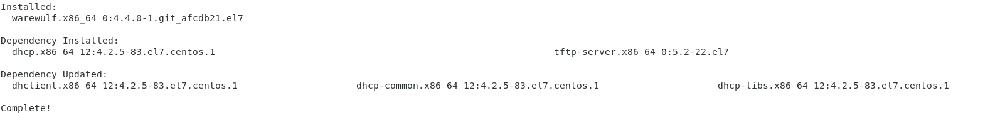 Installed:
  warewulf.x86_64 0:4.4.0-1.git_afcdb21.el7

Dependency Installed:
  dhcp.x86_64 12:4.2.5-83.el7.centos.1                                                            tftp-server.x86_64 0:5.2-22.el7

Dependency Updated:
  dhclient.x86_64 12:4.2.5-83.el7.centos.1                     dhcp-common.x86_64 12:4.2.5-83.el7.centos.1                     dhcp-libs.x86_64 12:4.2.5-83.el7.centos.1

Complete!